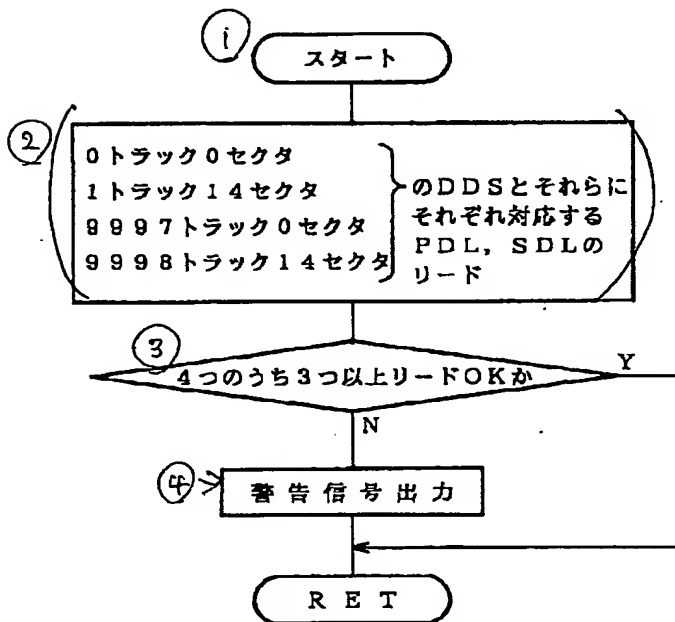 ①
スタート
②
0トラック0セクタ
1トラック14セクタ
9997トラック0セクタ
9998トラック14セクタ
のDDSとそれらに
それぞれ対応する
PDL,SDLの
リード
③
4つのうち3つ以上リードOKか
Y
N
④
警告信号出力
RET